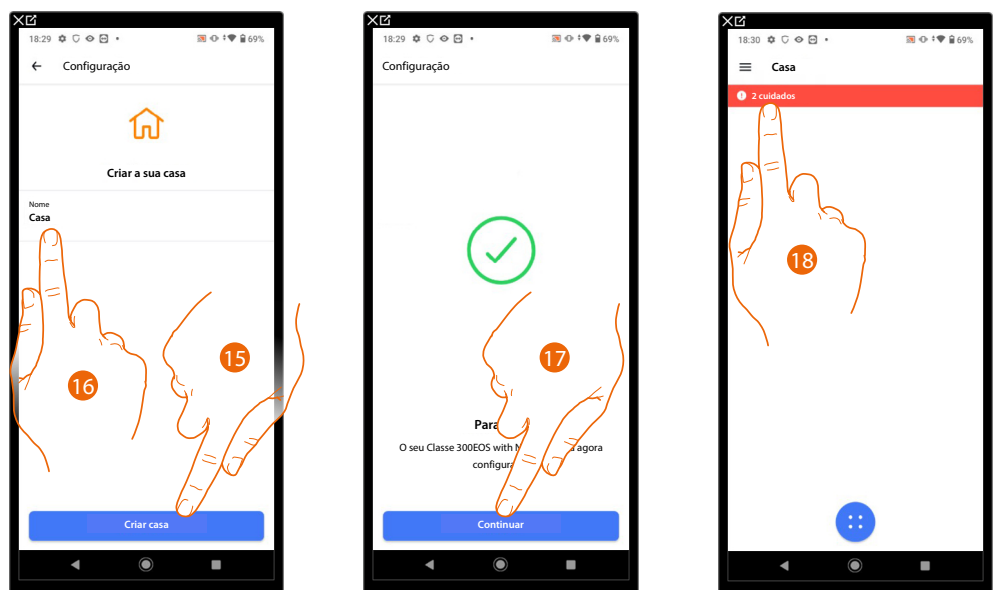 18:29
69%
Configuração
Criar a sua casa
Nome
Casa
15
16
Criar casa
18:29
69%
Configuração
17
Para
O seu Classe 300EOS with agora
configura
Continuar
18:30
69%
Casa
2 cuidados
18